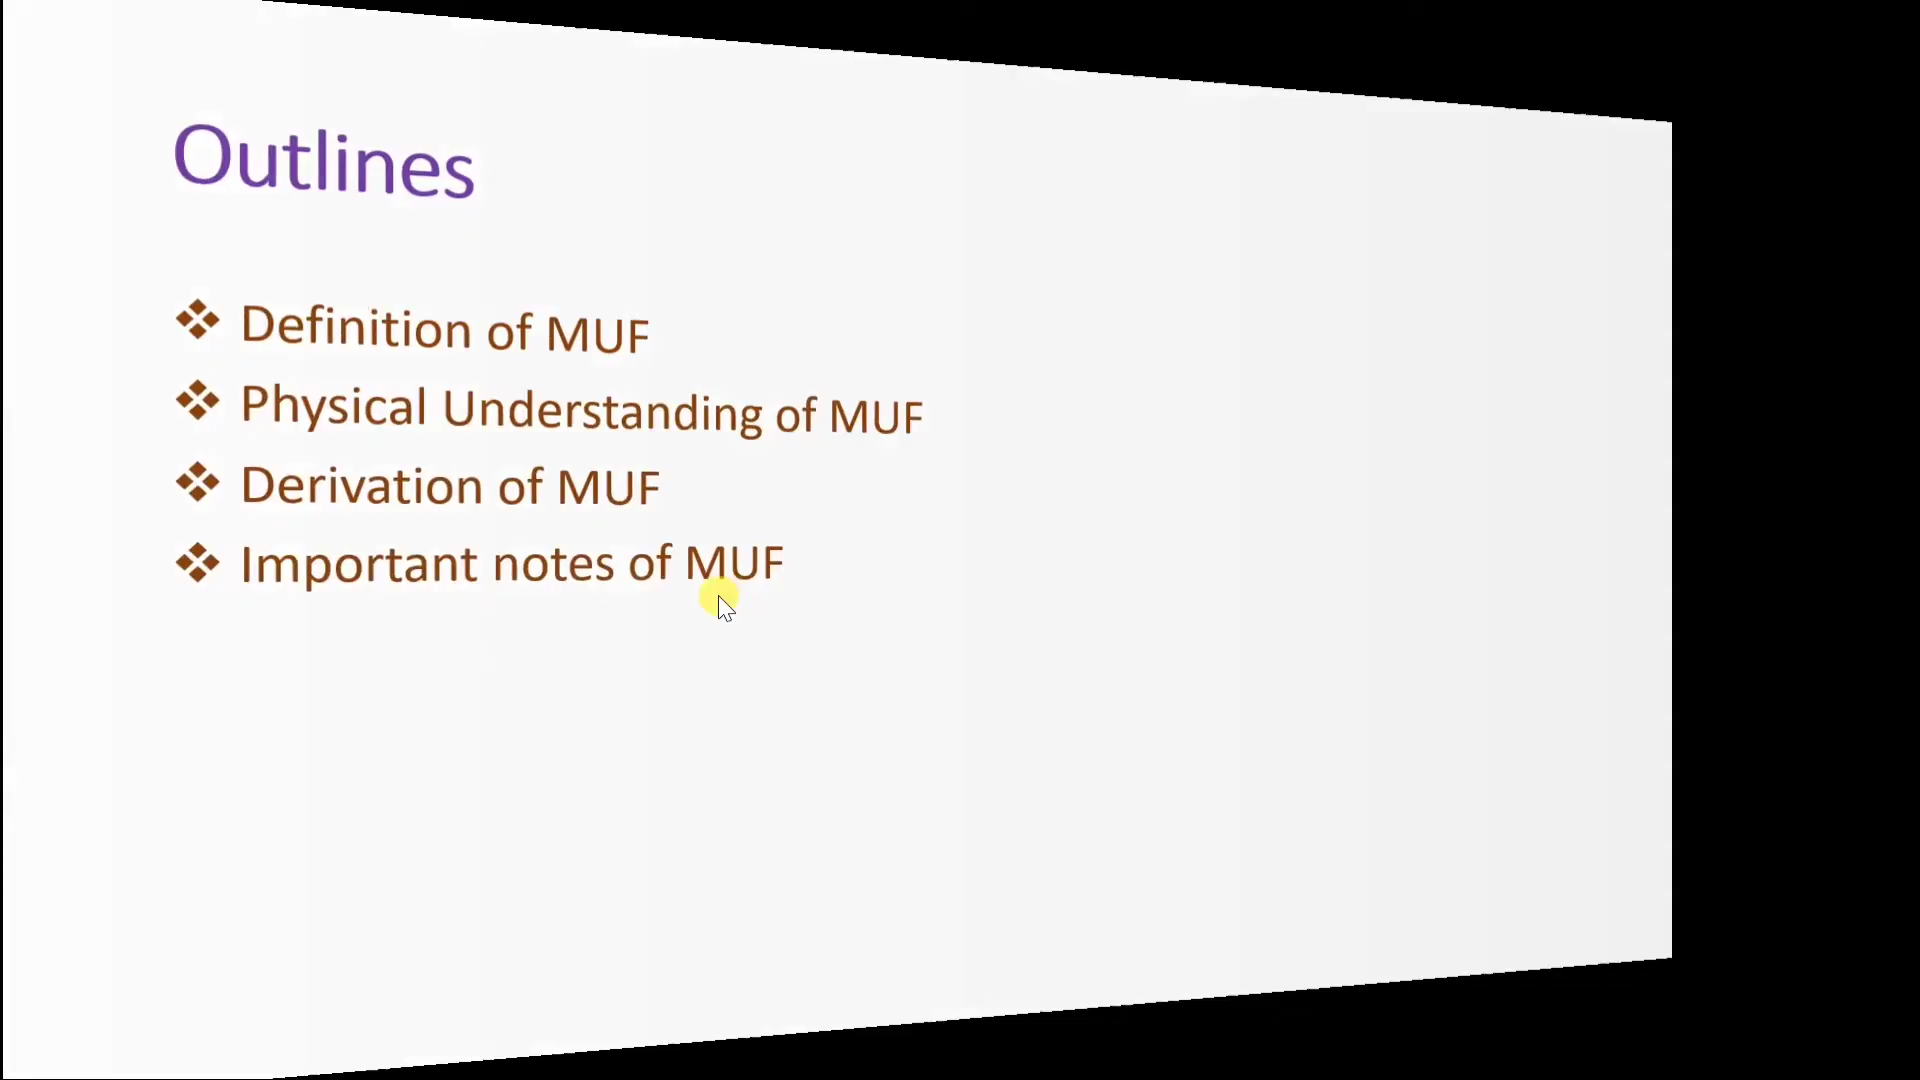 Outlines
Definition of MUF
Physical Understanding of MUF
Derivation of MUF
Important notes of MUF